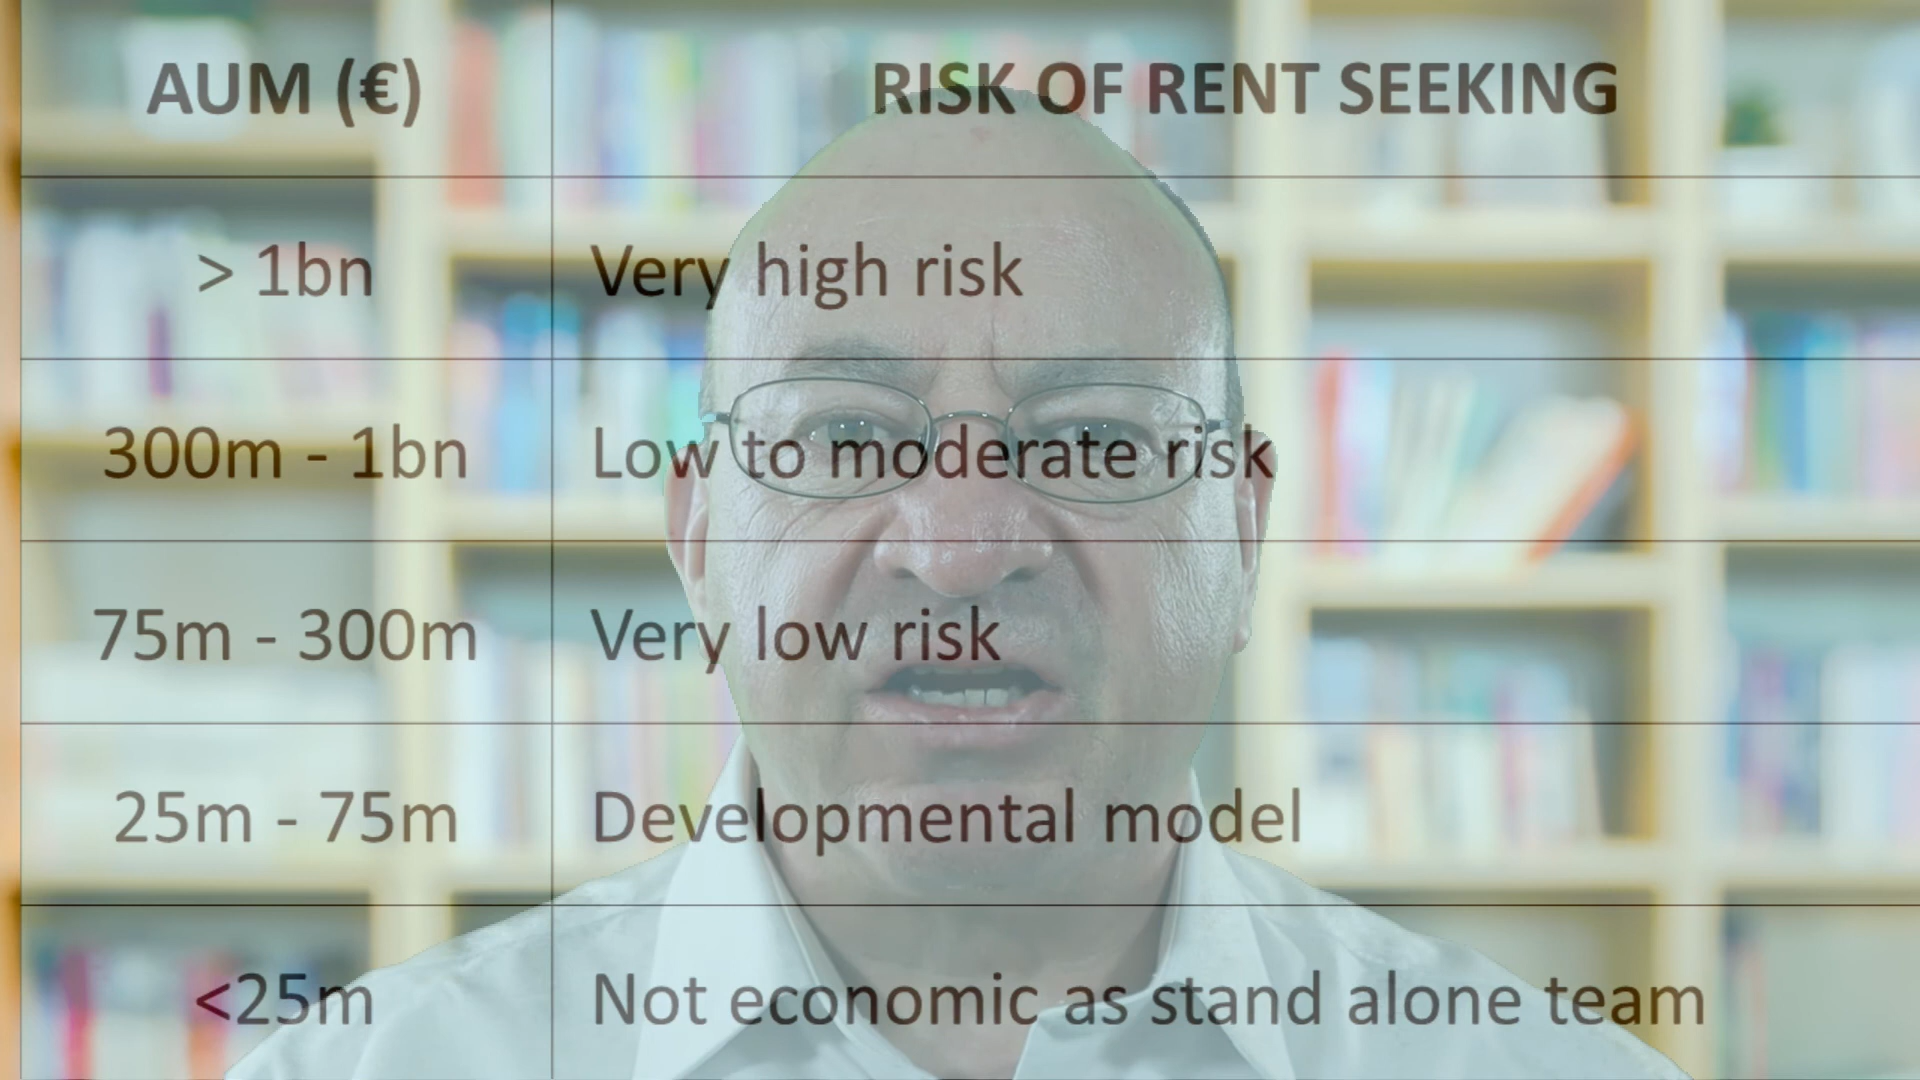 AUM (€) RISK OF RENT SEEKING
> 1bn Very high risk
300m - 1bn Low to moderate risk
75m - 300m Very low risk
25m - 75m Developmental model
<25m Not economic as stand alone team